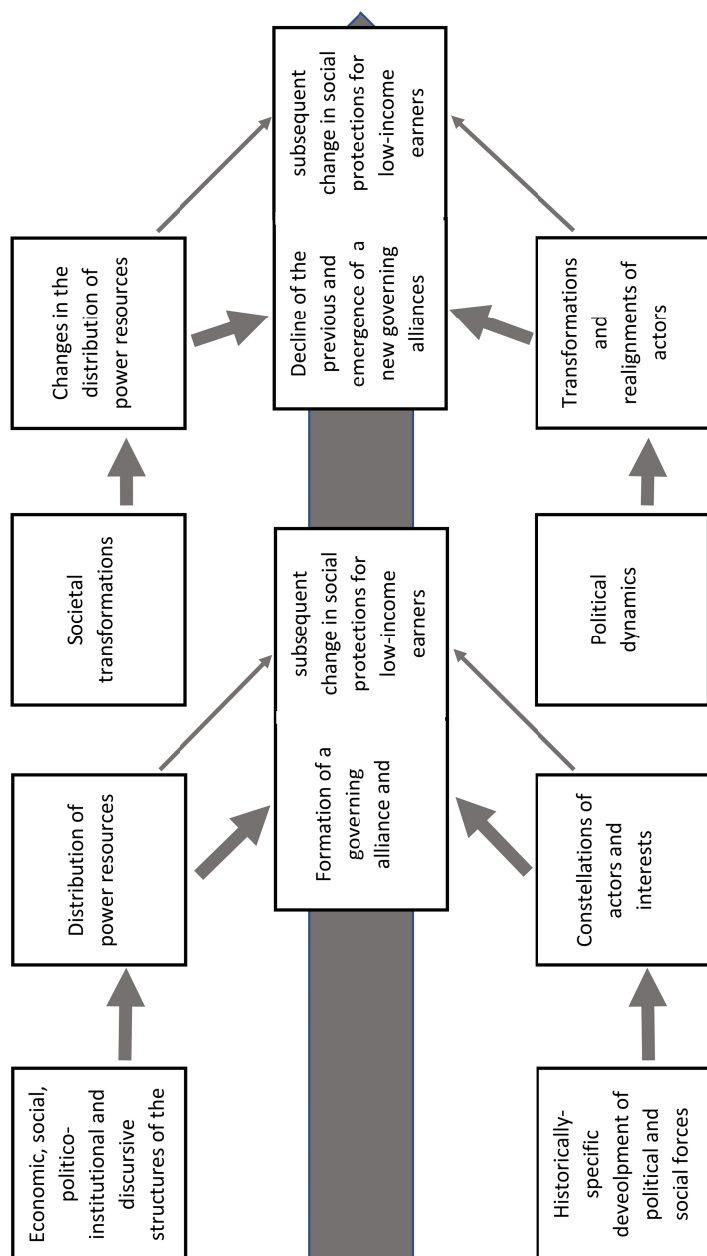 Economic, social,
politico-
institutional and
discursive
structures of the
Distribution of
power resources
Societal
transformations
Changes in the
distribution of
power resources
Formation of a
governing
alliance and
subsequent
change in social
protections for
low-income
earners
Decline of the
previous and
emergence of a
new governing
alliances
subsequent
change in social
protections for
low-income
earners
Historically-
specific
deveolpment of
political and
social forces
Constellations of
actors and
interests
Political
dynamics
Transformations
and
realignments of
actors